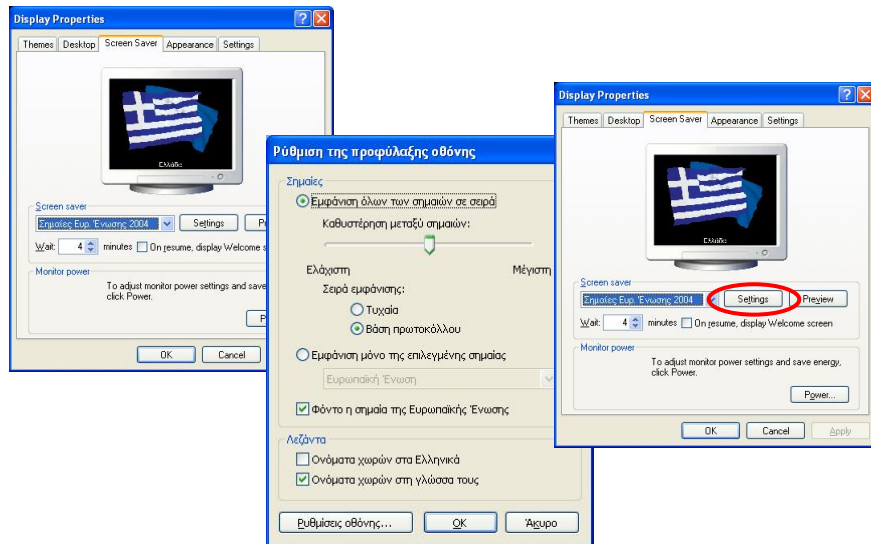 Display Properties
Themes Desktop Screen Saver Appearance Settings
Ελλάδα
Screen saver
Σημαίες Ευρ. Ένωσης 2004 Settings
Wait: 4 minutes On resume, display Welcome
Monitor power
To adjust monitor power settings and save
click Power.
OK Cancel
Ρύθμιση της προφύλαξης οθόνης
Σημαίες
Εμφάνιση όλων των σημαιών σε σειρά
Καθυστέρηση μεταξύ σημαιών:
Ελάχιστη Μέγιστη
Σειρά εμφάνισης:
Τυχαία
Βάση πρωτοκόλλου
Εμφάνιση μόνο της επιλεγμένης σημαίας
Ευρωπαϊκή Ένωση
Φόντο η σημαία της Ευρωπαϊκής Ένωσης
Λεζάντα
Ονόματα χωρών στα Ελληνικά
Ονόματα χωρών στη γλώσσα τους
Ρυθμίσεις οθόνης... OK Άκυρο
Display Properties
Themes Desktop Screen Saver Appearance Settings
Ελλάδα
Screen saver
Σημαίες Ευρ. Ένωσης 2004 Settings Preview
Wait: 4 minutes On resume, display Welcome screen
Monitor power
To adjust monitor power settings and save energy,
click Power.
Power...
OK Cancel Apply